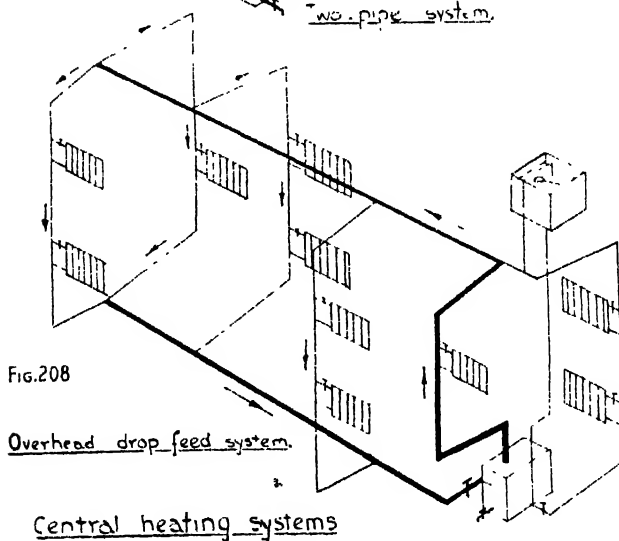 Two-pipe system.
FIG.208
Overhead drop feed system.
Central heating systems